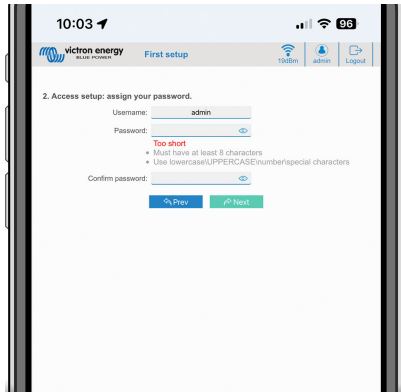 10:03
96
victron energy
BLUE POWER
First setup
19dBm
admin
Logout
2. Access setup: assign your password.
Username: admin
Password:
Too short
Must have at least 8 characters
Use lowercase\UPPERCASE\number\special characters
Confirm password:
Prev
Next